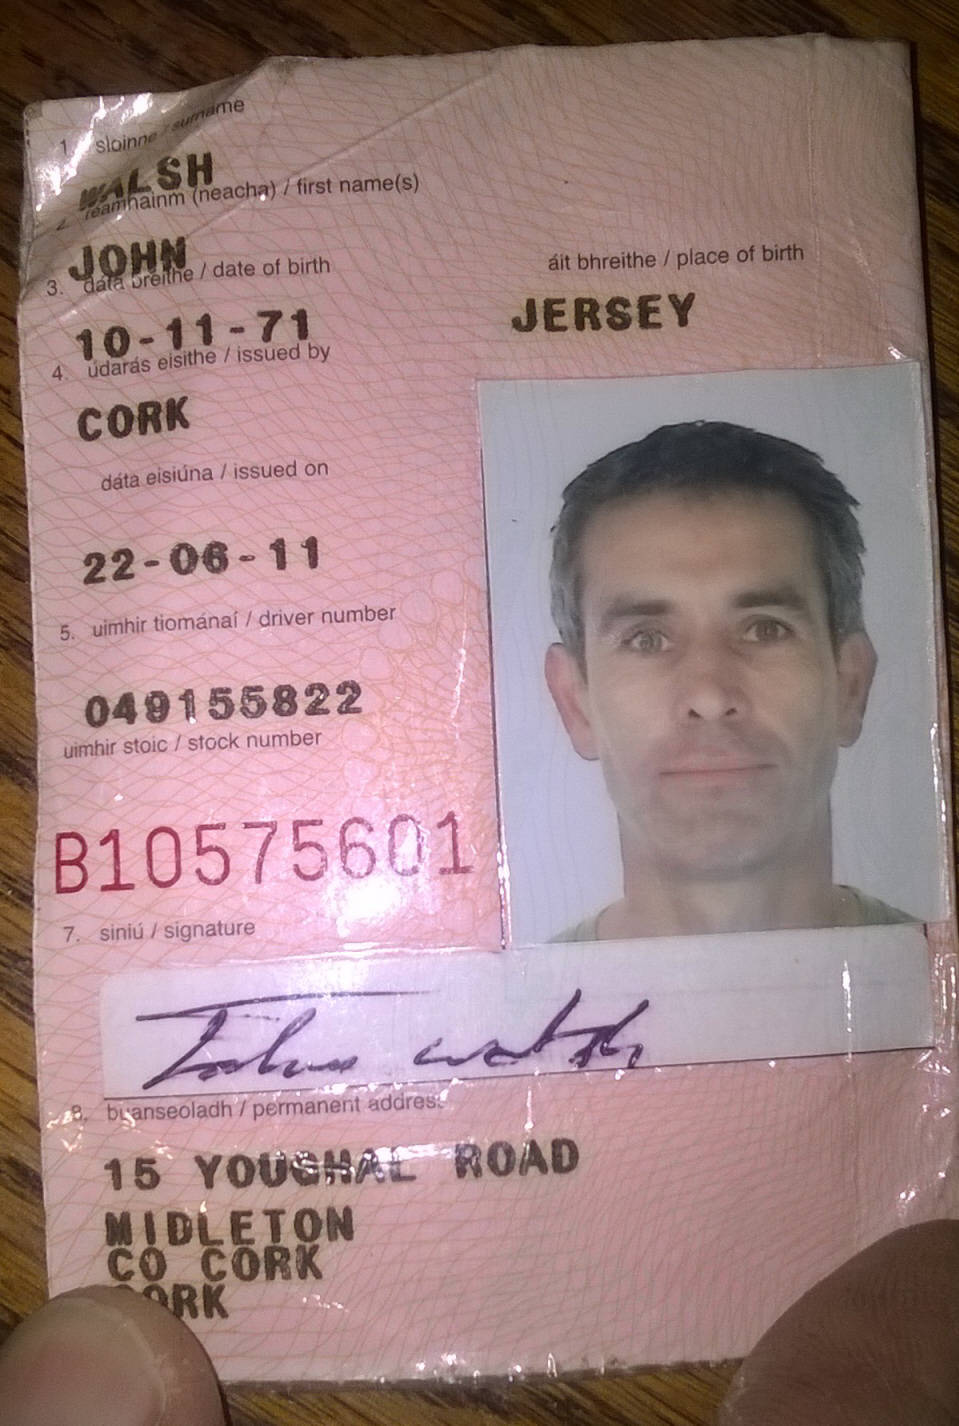 1. sloinne / surname
WALSH
2. réamhainm (neacha) / first name(s)
JOHN
3. dáta breithe / date of birth
áit bhreithe / place of birth
10-11-71
JERSEY
4. údarás eisithe / issued by
CORK
dáta eisiúna / issued on
22-06-11
5. uimhir tiománaí / driver number
049155822
uimhir stoic / stock number
B10575601
7. siniú / signature
John Walsh
8. buanseoladh / permanent address
15 YOUGHAL ROAD
MIDLETON
CO CORK
CORK